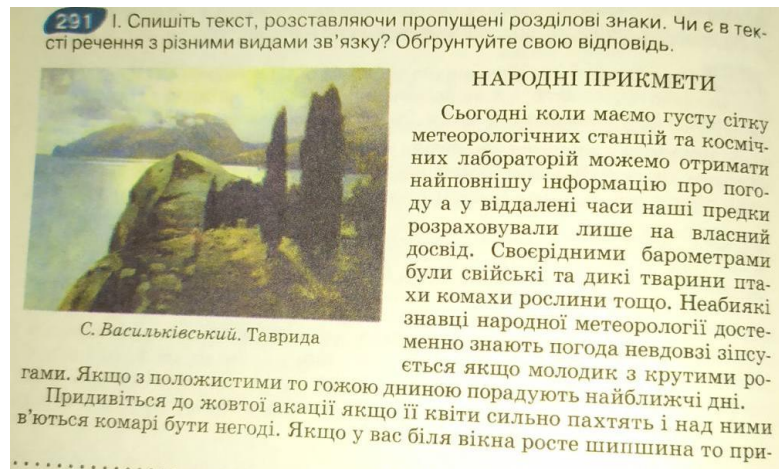 291 І. Спишіть текст, розставляючи пропущені розділові знаки. Чи є в тек-
сті речення з різними видами зв’язку? Обґрунтуйте свою відповідь.
НАРОДНІ ПРИКМЕТИ
Сьогодні коли маємо густу сітку
метеорологічних станцій та косміч-
них лабораторій можемо отримати
найповнішу інформацію про пого-
ду а у віддалені часи наші предки
розраховували лише на власний
досвід. Своєрідними барометрами
були свійські та дикі тварини пта-
хи комахи рослини тощо. Неабиякі
знавці народної метеорології досте-
менно знають погода невдовзі зіпсу-
ється якщо молодик з крутими ро-
С. Васильківський. Таврида
гами. Якщо з положистими то гожою дниною порадують найближчі дні.
Придивіться до жовтої акації якщо її квіти сильно пахтять і над ними
в’ються комарі бути негоді. Якщо у вас біля вікна росте шипшина то при-